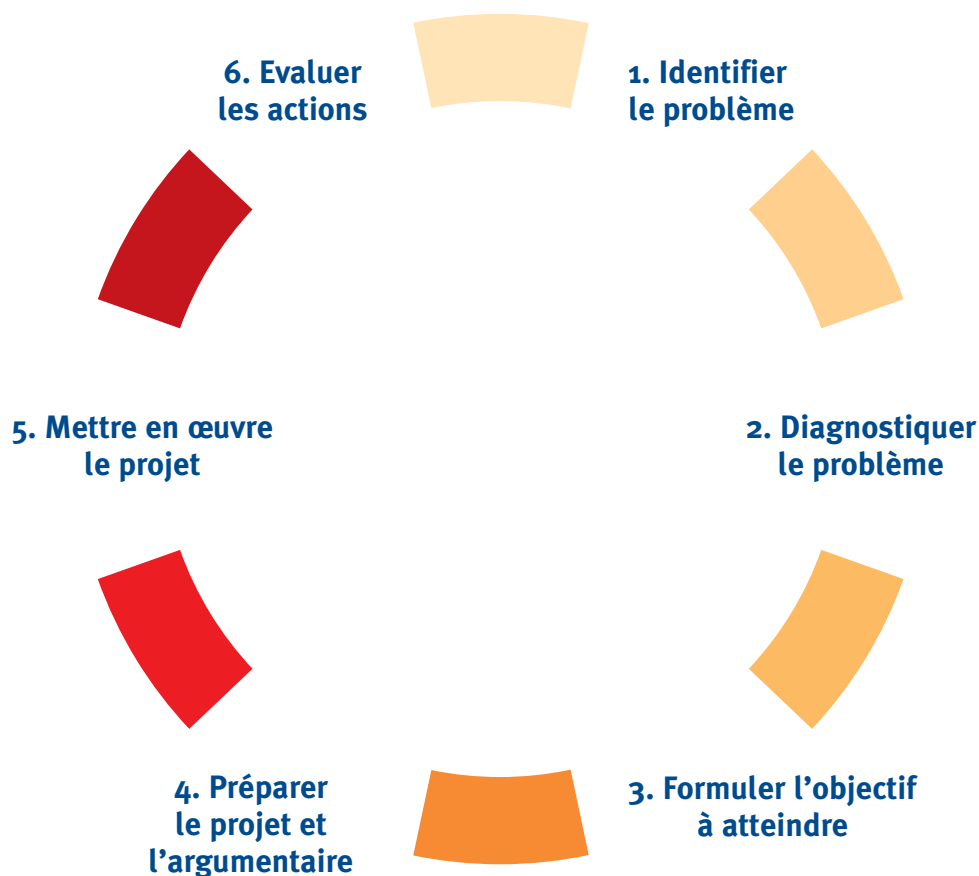 1. Identifier
le problème
2. Diagnostiquer
le problème
3. Formuler l’objectif
à atteindre
4. Préparer
le projet et
l’argumentaire
5. Mettre en œuvre
le projet
6. Evaluer
les actions